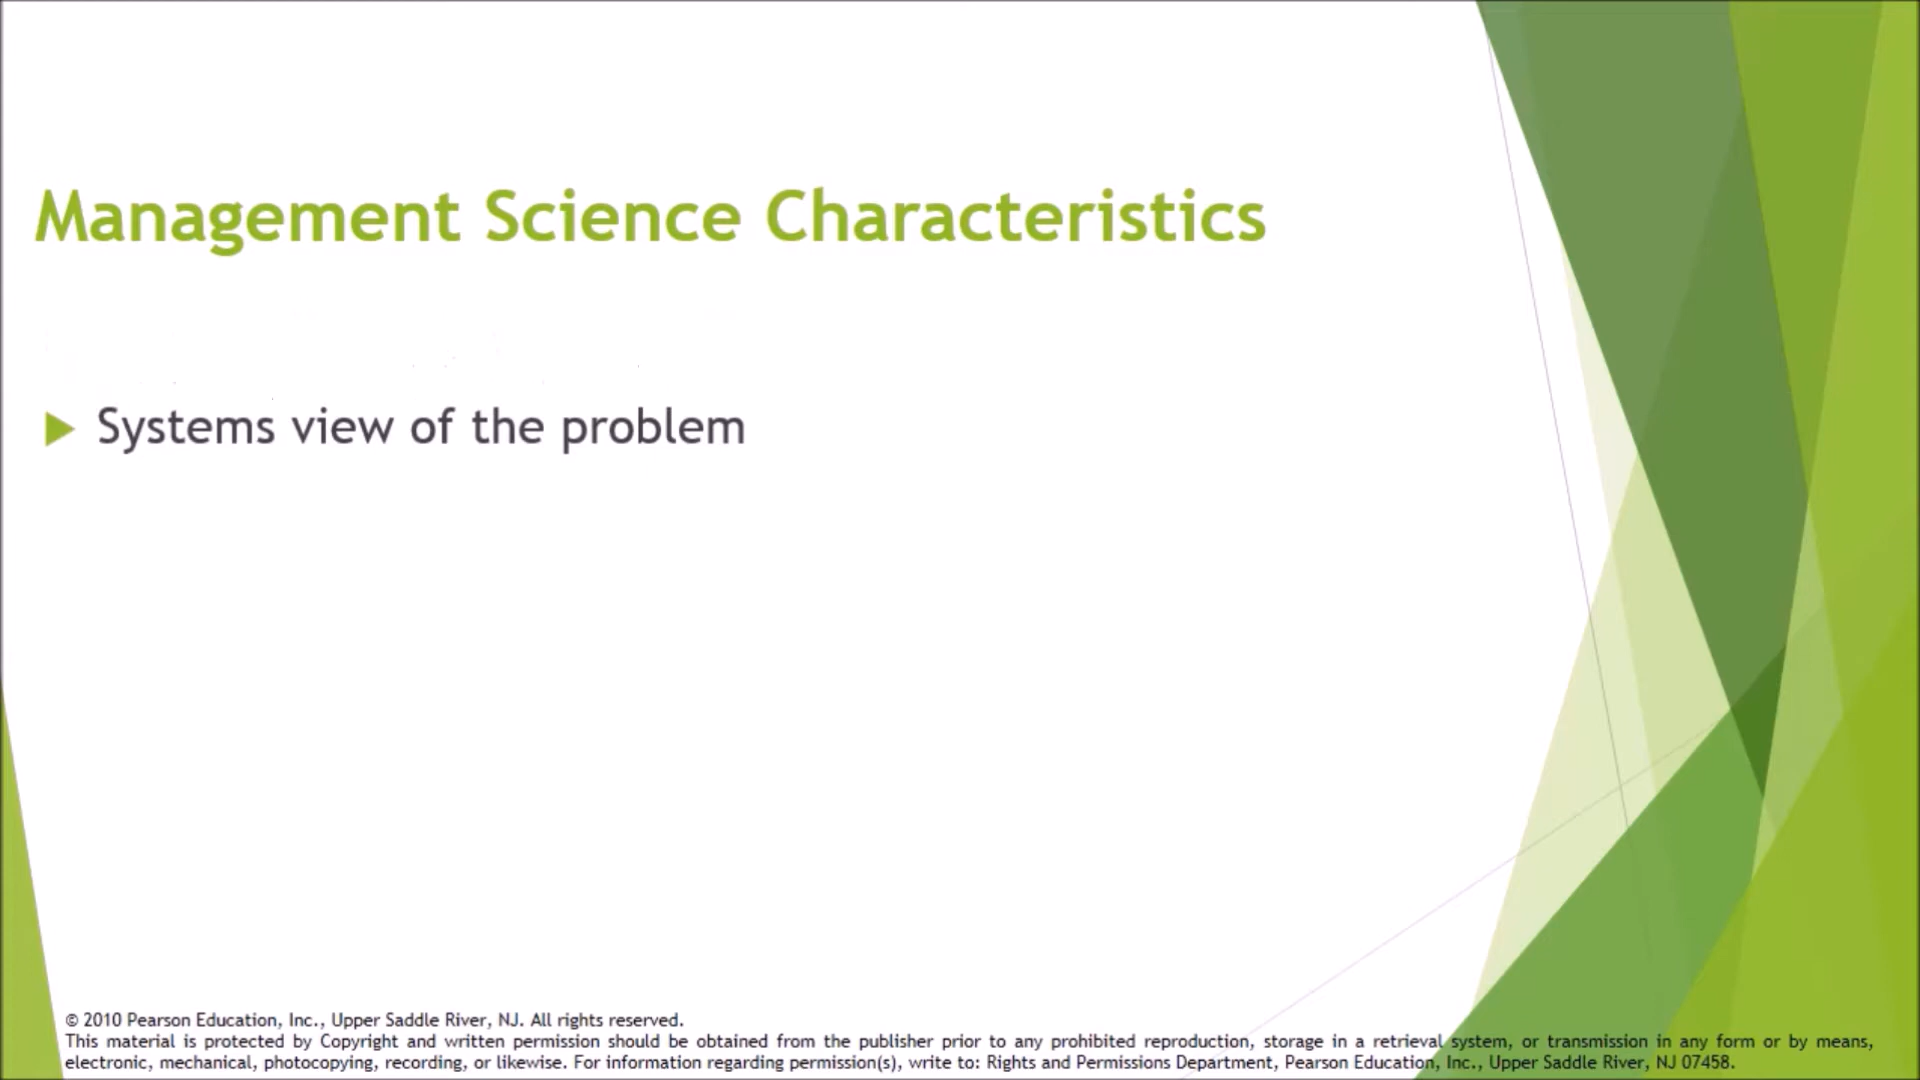 Management Science Characteristics
Systems view of the problem
© 2010 Pearson Education, Inc., Upper Saddle River, NJ. All rights reserved.
This material is protected by Copyright and written permission should be obtained from the publisher prior to any prohibited reproduction, storage in a retrieval system, or transmission in any form or by means,
electronic, mechanical, photocopying, recording, or likewise. For information regarding permission(s), write to: Rights and Permissions Department, Pearson Education, Inc., Upper Saddle River, NJ 07458.